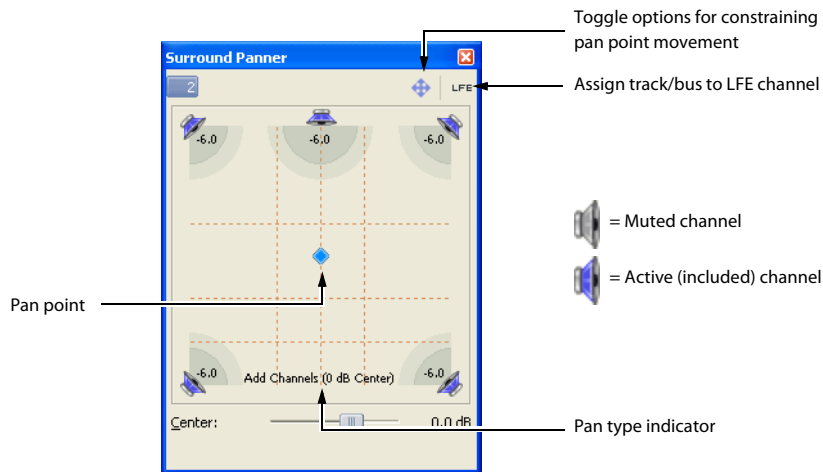 Toggle options for constraining
pan point movement
Surround Panner
2
LFE
Assign track/bus to LFE channel
-6.0
-6.0
-6.0
= Muted channel
= Active (included) channel
Pan point
-6.0
Add Channels (0 dB Center)
-6.0
Center:
0.0 dB
Pan type indicator